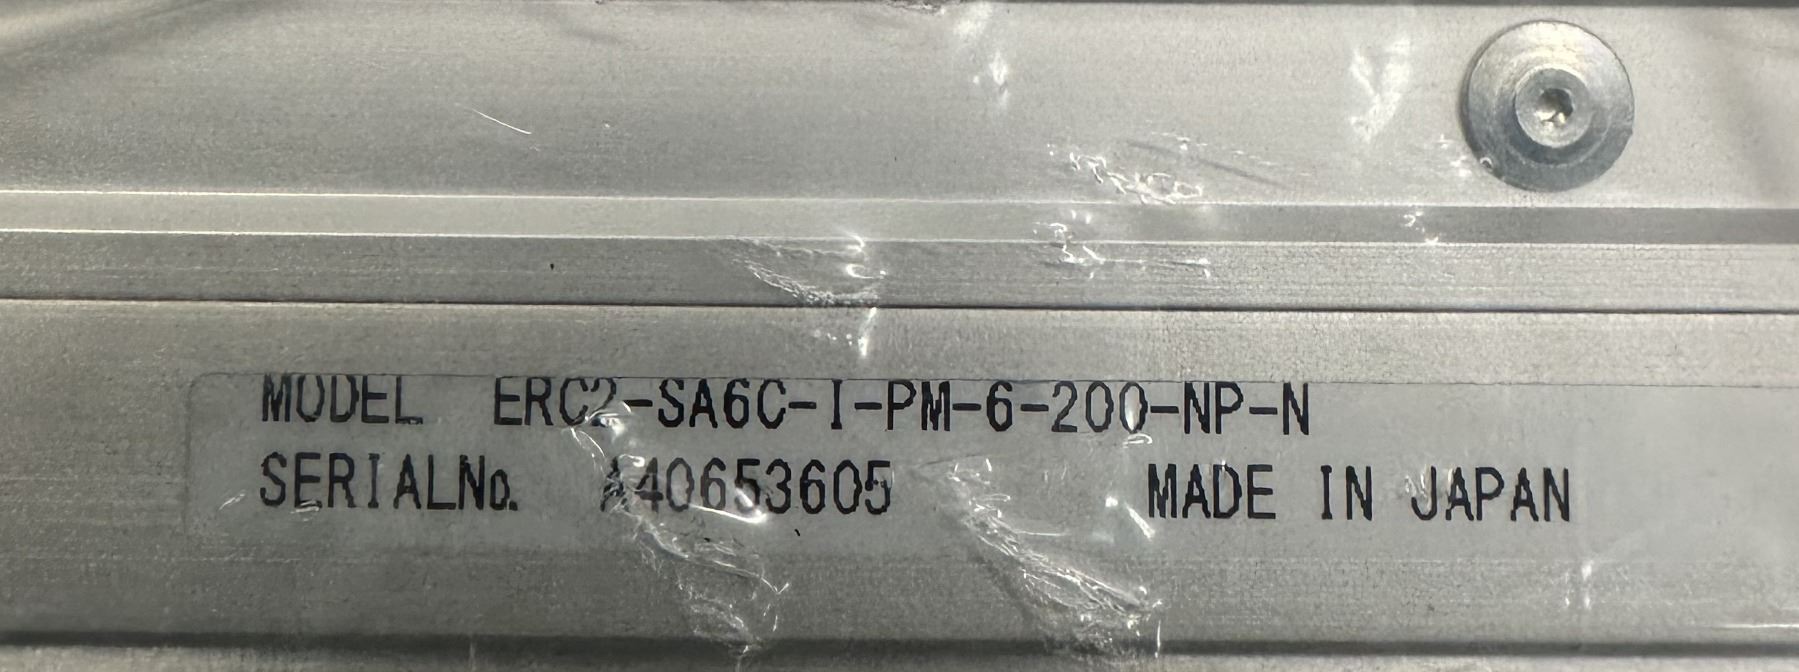 MODEL ERC2-SA6C-I-PM-6-200-NP-N
SERIALNo. A40653605 MADE IN JAPAN